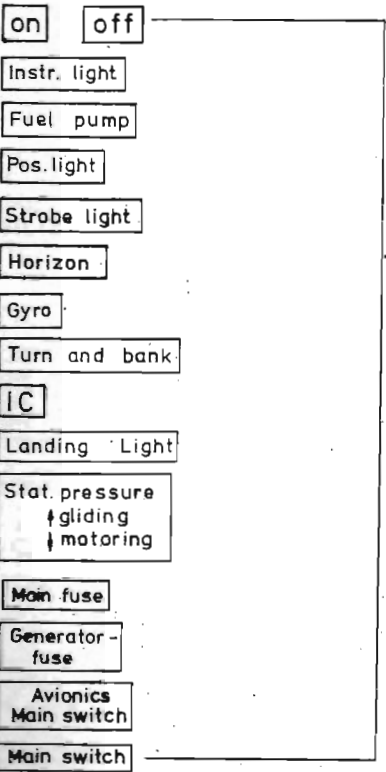 on off
Instr. light
Fuel pump
Pos. light
Strobe light
Horizon
Gyro
Turn and bank
IC
Landing Light
Stat. pressure
↑ gliding
↓ motoring
Main fuse
Generator-
fuse
Avionics
Main switch
Main switch